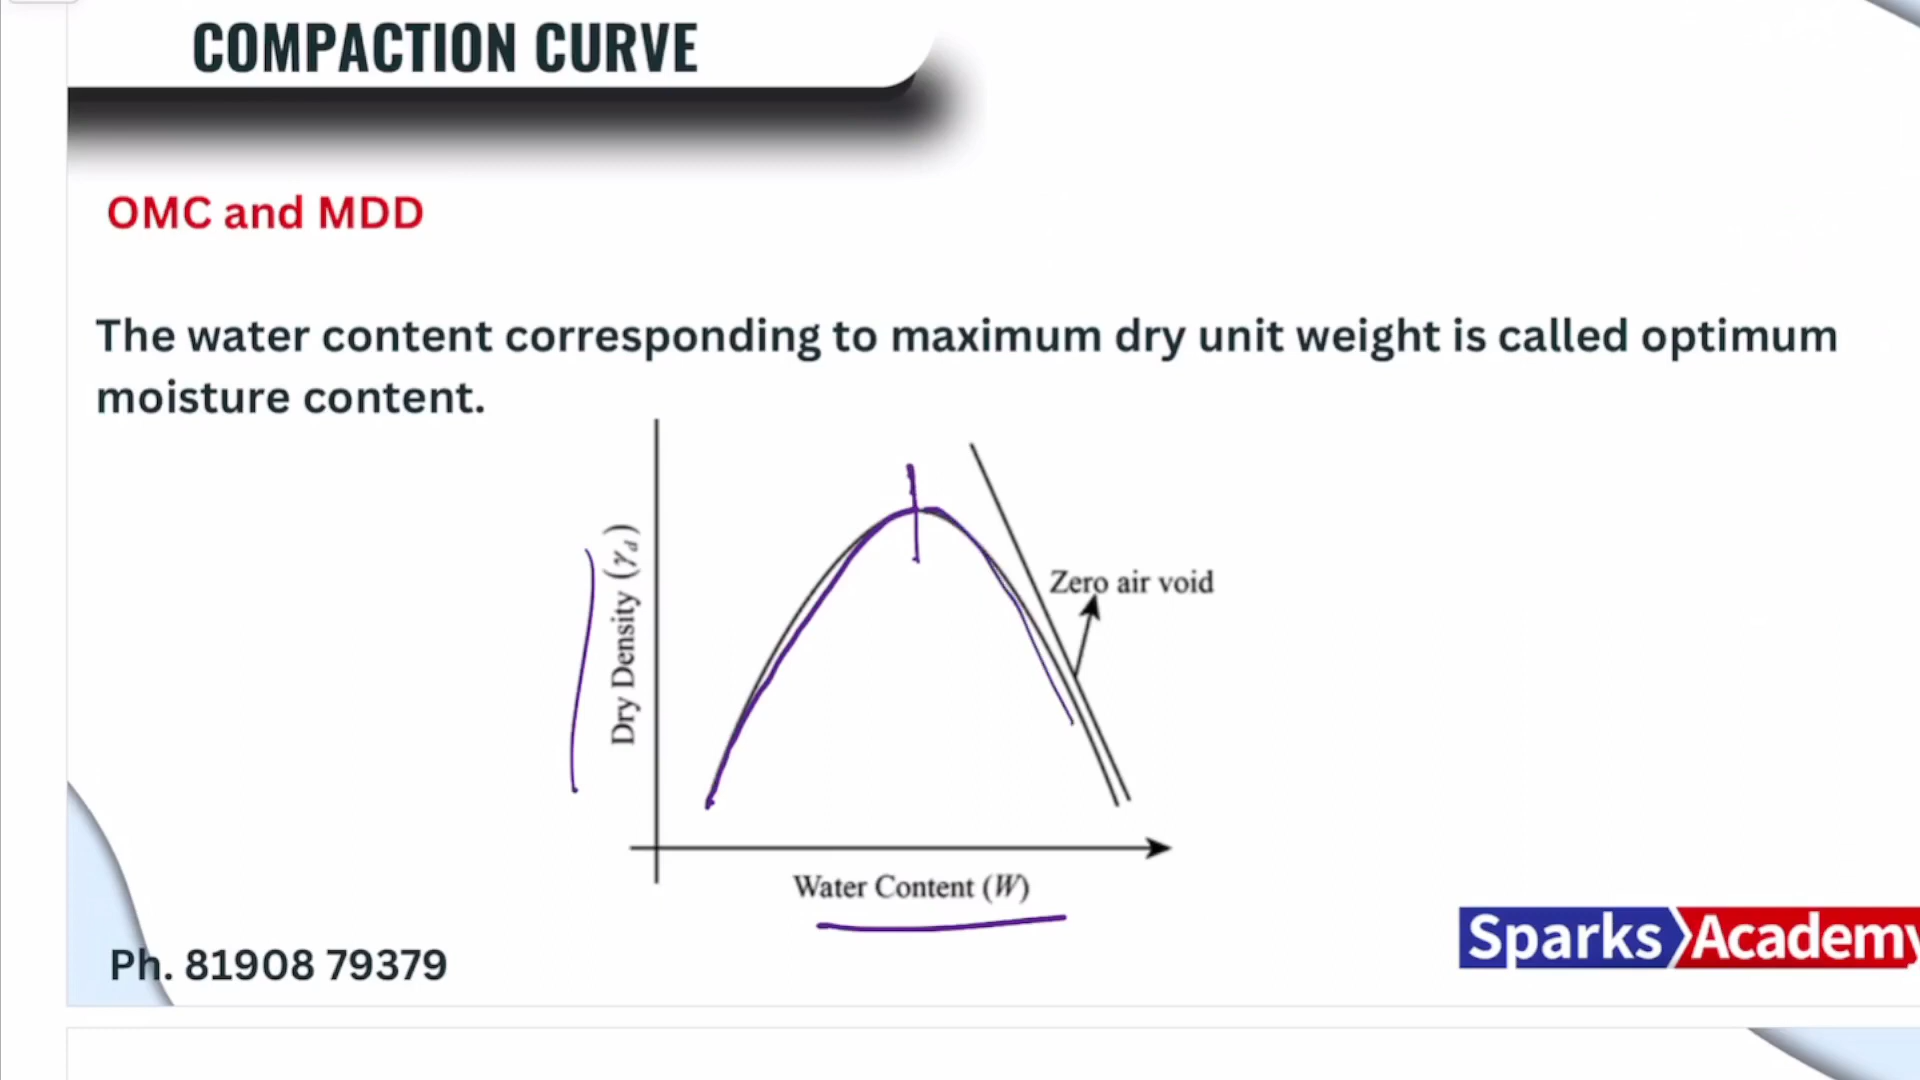 COMPACTION CURVE
OMC and MDD
The water content corresponding to maximum dry unit weight is called optimum
moisture content.
Dry Density (γd)
Zero air void
Water Content (W)
Ph. 81908 79379
Sparks Academy